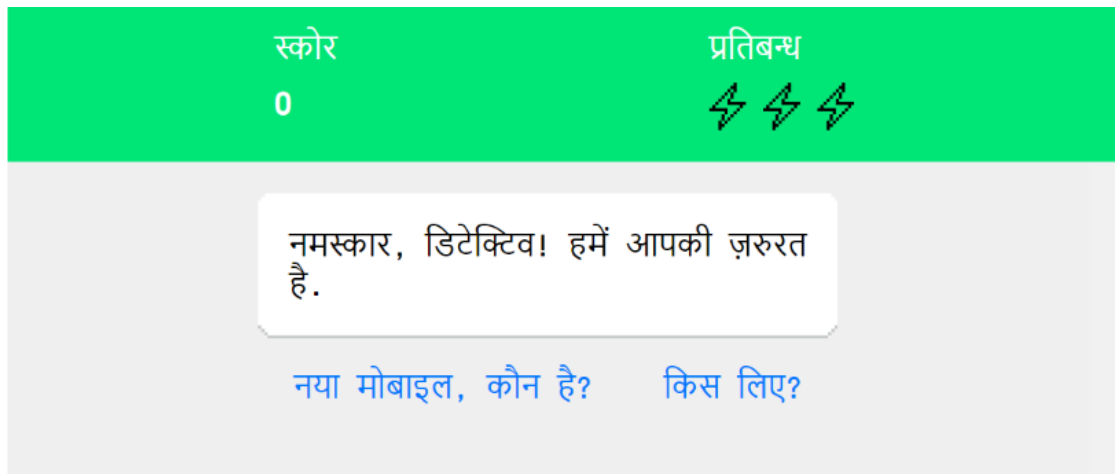 स्कोर प्रतिबन्ध
0
नमस्कार, डिटेक्टिव! हमें आपकी ज़रुरत
है.
नया मोबाइल, कौन है? किस लिए?